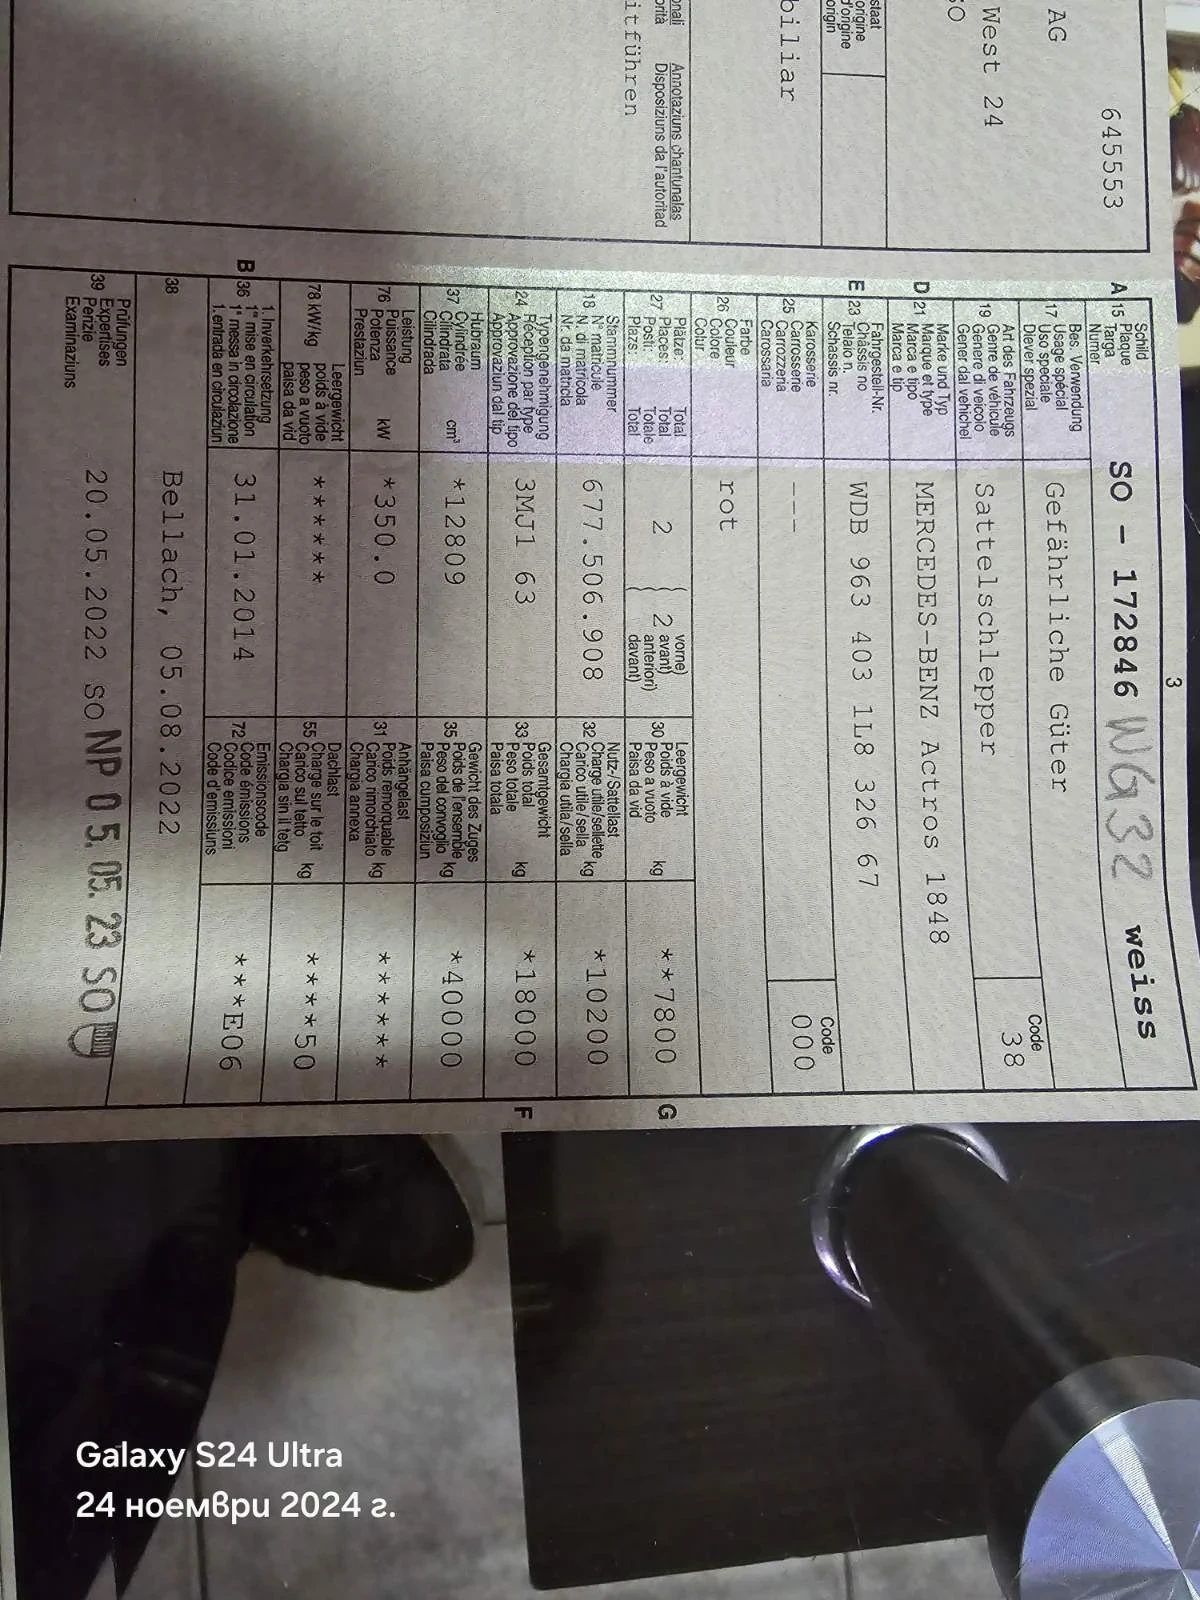 645553
AG
West 24
SO
staat
origine
d'origine
origin
biliar
onali
orità
Annotaziuns chantunalas
Disposiziuns da l'autoritad
itführen
3
A 15 Schild
Plaque
Targa
Numer
SO - 172846 WG32 weiss
17 Bes. Verwendung
Usage spécial
Uso speciale
Diever spezial
Gefährliche Güter
19 Art des Fahrzeugs
Genre de véhicule
Genere di veicolo
Gener dal vehichel
Sattelschlepper
Code
38
D 21 Marke und Typ
Marque et type
Marca e tipo
Marca e tip
MERCEDES-BENZ Actros 1848
E 23 Fahrgestell-Nr.
Châssis no
Telaio n.
Schassis nr.
WDB 963 403 1L8 326 67
25 Karosserie
Carrosserie
Carrozzeria
Carossaria
---
Code
000
26 Farbe
Couleur
Colore
Colur
rot
27 Plätze: Total
Places: Total
Posti: Totale
Plazs: Total
2
2 vorne)
avant)
anteriori)
davant)
30 Leergewicht
Poids à vide
Peso a vuoto kg
Paisa da vid
**7800
G
18 Stammnummer
N° matricule
N. di matricola
Nr. da matricla
677.506.908
32 Nutz-/Sattellast
Charge utile/sellette kg
Carico utile/sella
Chargia utila/sella
*10200
24 Typengenehmigung
Réception par type
Approvazione del tipo
Approvaziun dal tip
3MJ1 63
33 Gesamtgewicht
Poids total kg
Peso totale
Paisa totala
*18000
F
37 Hubraum
Cylindrée cm³
Cilindrata
Cilindrada
*12809
35 Gewicht des Zuges
Poids de l'ensemble kg
Peso del convoglio
Paisa cumposiziun
*40000
76 Leistung
Puissance kW
Potenza
Prestaziun
*350.0
31 Anhängelast
Poids remorquable kg
Carico rimorchiato
Chargia annexa
******
78 kW/kg Leergewicht
poids à vide
peso a vuoto
paisa da vid
*****
55 Dachlast
Charge sur le toit kg
Carico sul tetto
Chargia sin il tetg
****50
B 36 1. Inverkehrsetzung
1re mise en circulation
1a messa in circolazione
1. entrada en circulaziun
31.01.2014
72 Emissionscode
Code émissions
Codice emissioni
Code d'emissiuns
***E06
38
Bellach, 05.08.2022
39 Prüfungen
Expertises
Perizie
Examinaziuns
20.05.2022 SO NP 05.05.23 SO
Galaxy S24 Ultra
24 ноември 2024 г.